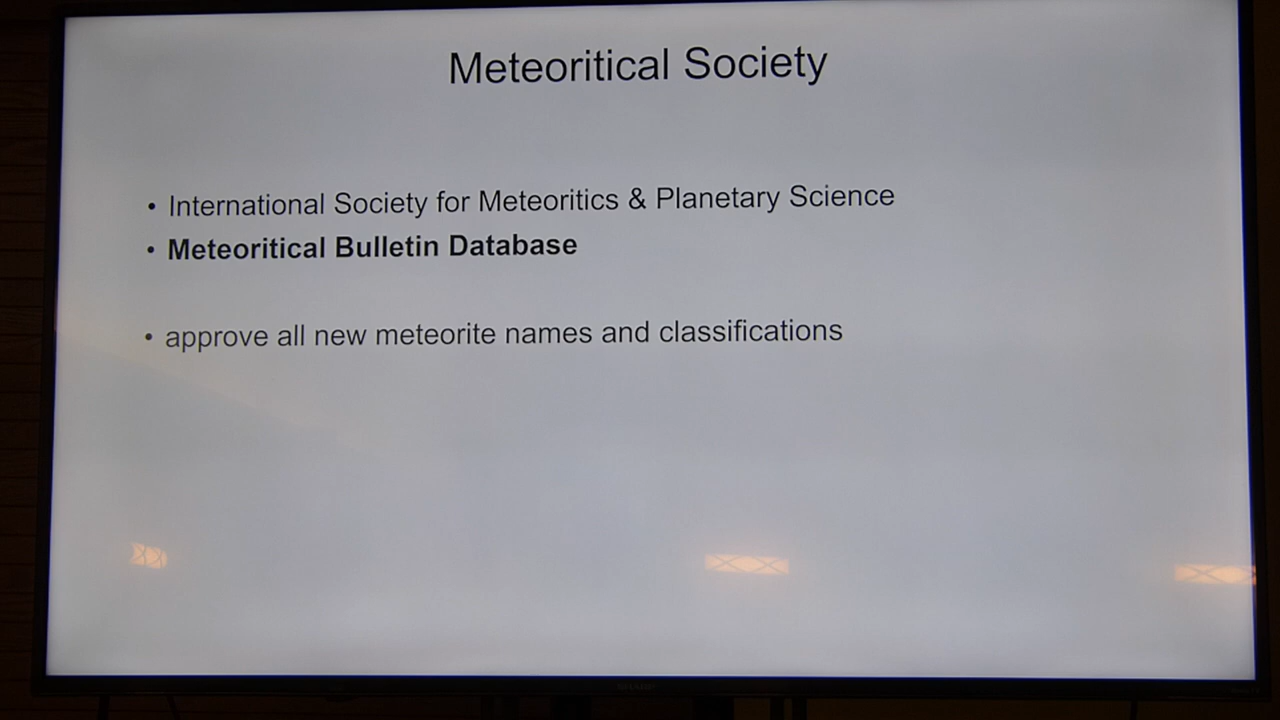 Meteoritical Society
• International Society for Meteoritics & Planetary Science
• Meteoritical Bulletin Database
• approve all new meteorite names and classifications